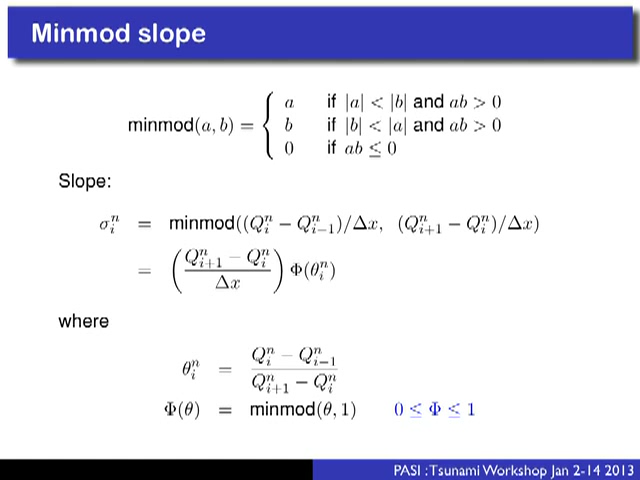 Minmod slope
minmod(a, b) = { a if |a| < |b| and ab > 0
b if |b| < |a| and ab > 0
0 if ab ≤ 0
Slope:
σ_i^n = minmod((Q_i^n − Q_{i−1}^n)/Δx, (Q_{i+1}^n − Q_i^n)/Δx)
= ((Q_{i+1}^n − Q_i^n)/Δx) Φ(θ_i^n)
where
θ_i^n = (Q_i^n − Q_{i−1}^n)/(Q_{i+1}^n − Q_i^n)
Φ(θ) = minmod(θ, 1) 0 ≤ Φ ≤ 1
PASI : Tsunami Workshop Jan 2-14 2013